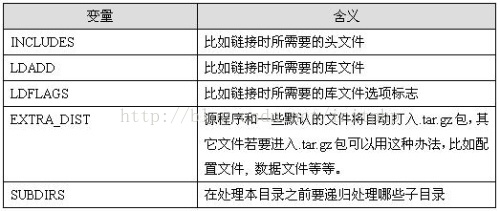 变量 含义
INCLUDES 比如链接时所需要的头文件
LDADD 比如链接时所需要的库文件
LDFLAGS 比如链接时所需要的库文件选项标志
EXTRA_DIST 源程序和一些默认的文件将自动打入.tar.gz包，其
它文件若要进入.tar.gz包可以用这种办法，比如配
置文件，数据文件等等。
SUBDIRS 在处理本目录之前要递归处理哪些子目录